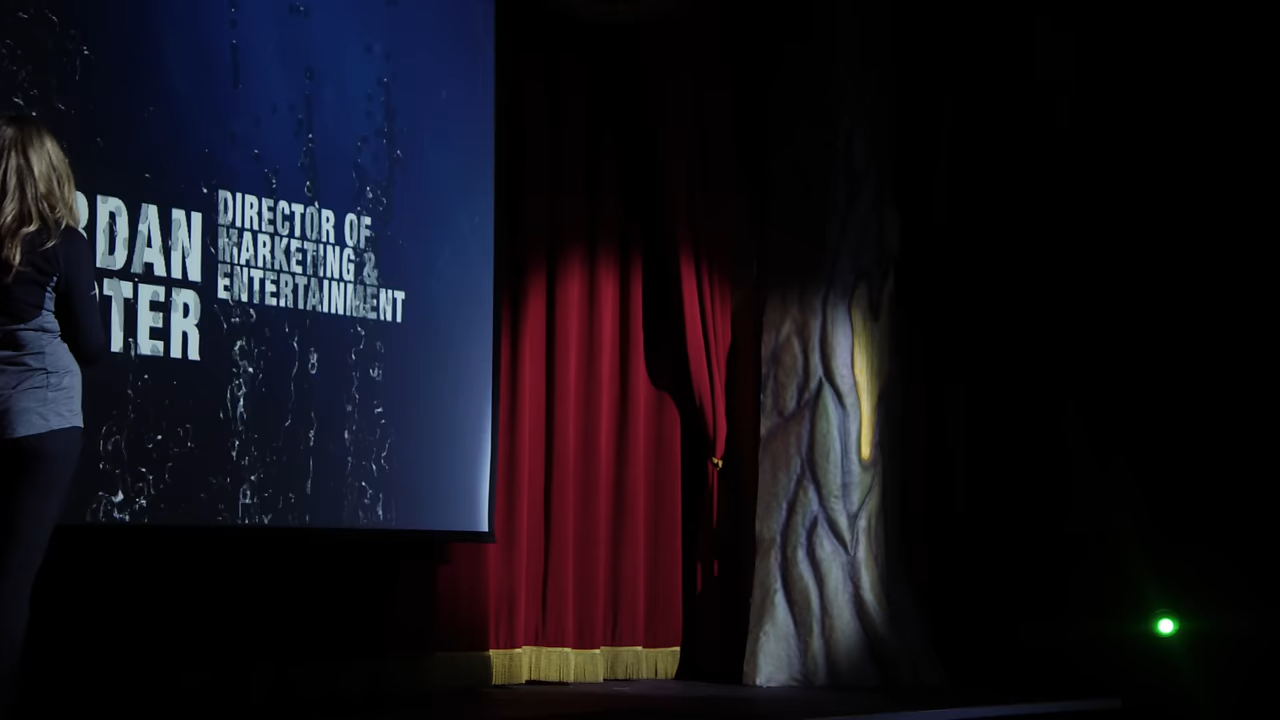 RDAN
TER
DIRECTOR OF
MARKETING &
ENTERTAINMENT